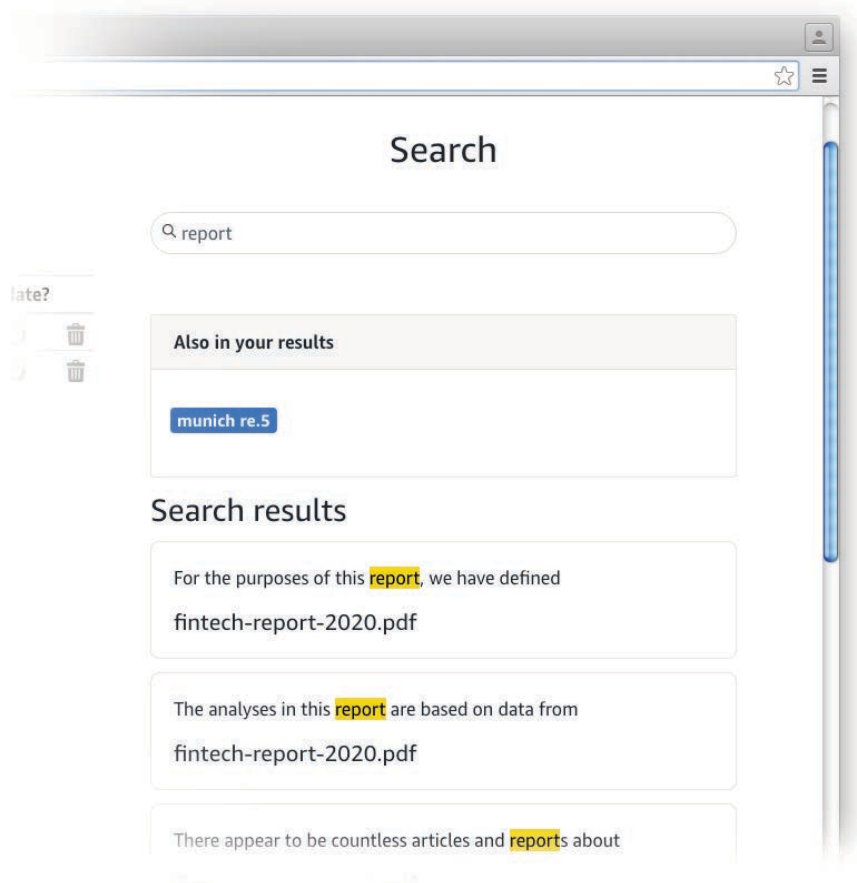 Search
report
ate?
Also in your results
munich re.5
Search results
For the purposes of this report, we have defined
fintech-report-2020.pdf
The analyses in this report are based on data from
fintech-report-2020.pdf
There appear to be countless articles and reports about